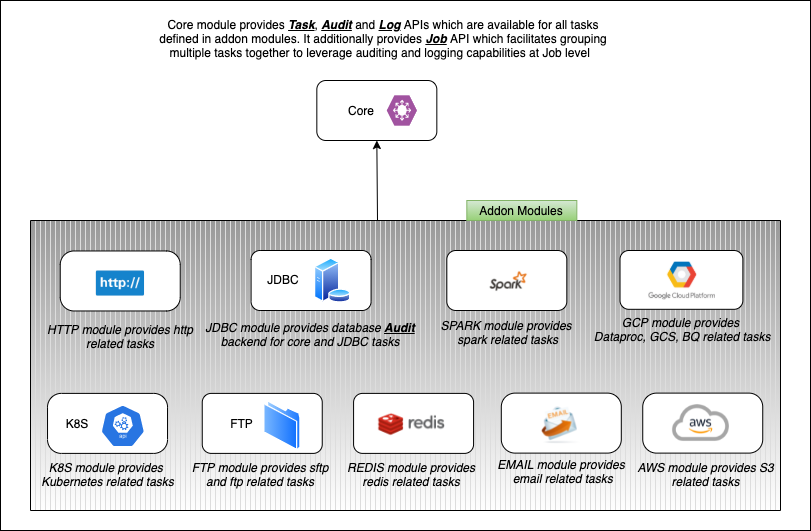 Core module provides Task, Audit and Log APIs which are available for all tasks
defined in addon modules. It additionally provides Job API which facilitates grouping
multiple tasks together to leverage auditing and logging capabilities at Job level
Core
Addon Modules
http://
JDBC
Spark
Google Cloud Platform
HTTP module provides http
related tasks
JDBC module provides database Audit
backend for core and JDBC tasks
SPARK module provides
spark related tasks
GCP module provides
Dataproc, GCS, BQ related tasks
K8S
FTP
redis
EMAIL
aws
K8S module provides
Kubernetes related tasks
FTP module provides sftp
and ftp related tasks
REDIS module provides
redis related tasks
EMAIL module provides
email related tasks
AWS module provides S3
related tasks